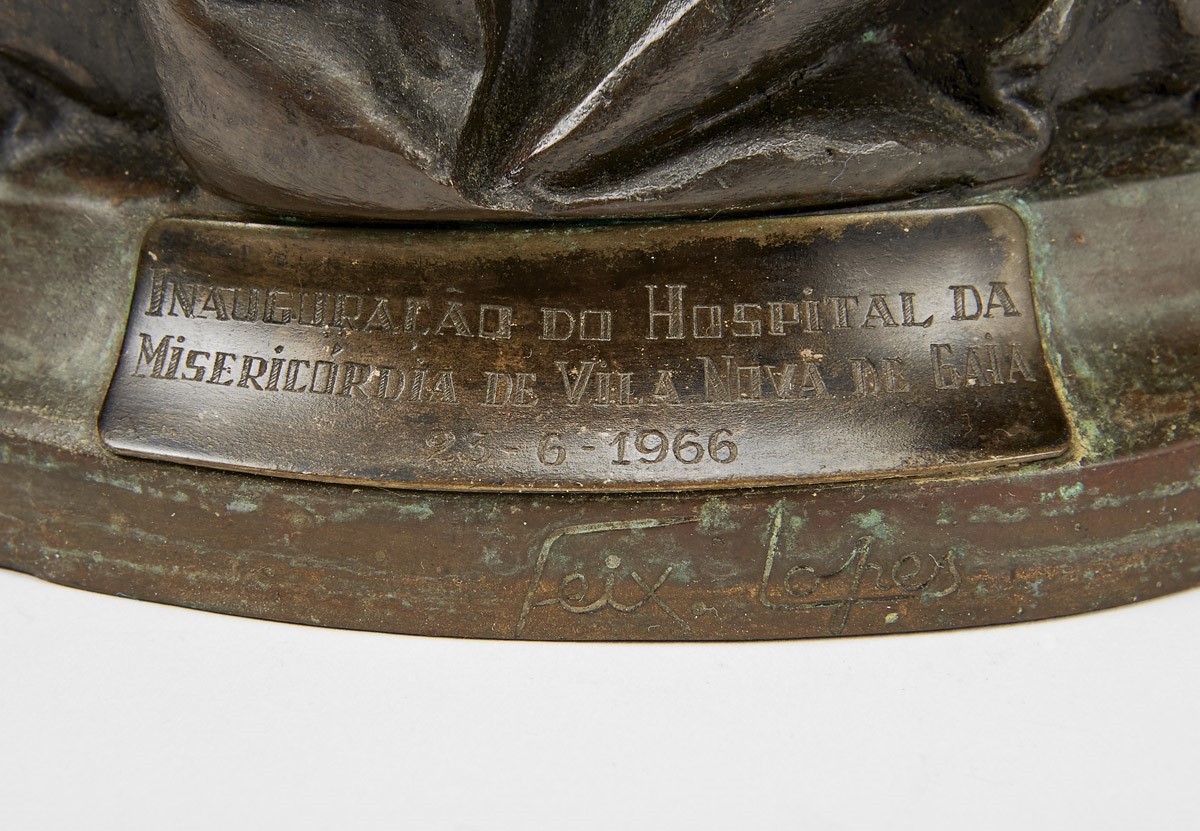 INAUGURAÇÃO DO HOSPITAL DA
MISERICÓRDIA DE VILA NOVA DE GAIA
23-6-1966
Feix. Lopes